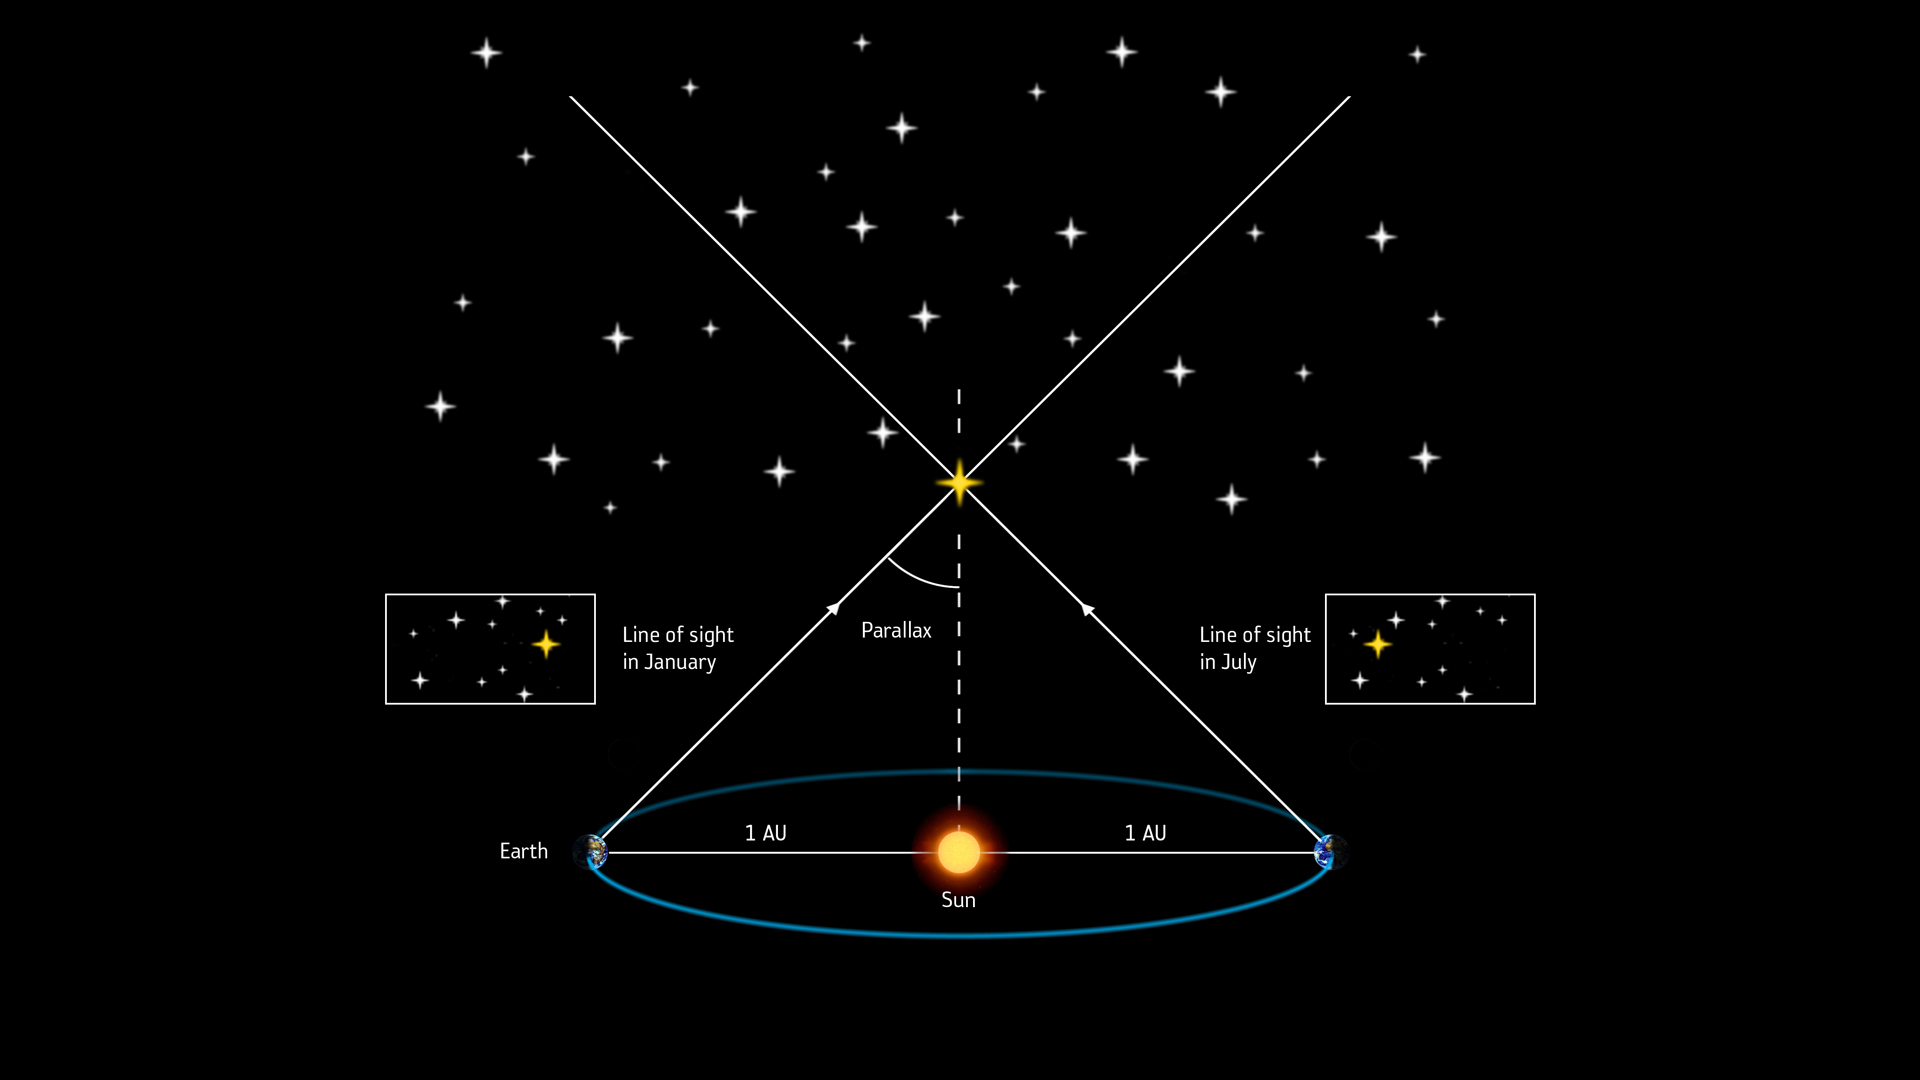 Line of sight
in January
Parallax
Line of sight
in July
1 AU
1 AU
Earth
Sun